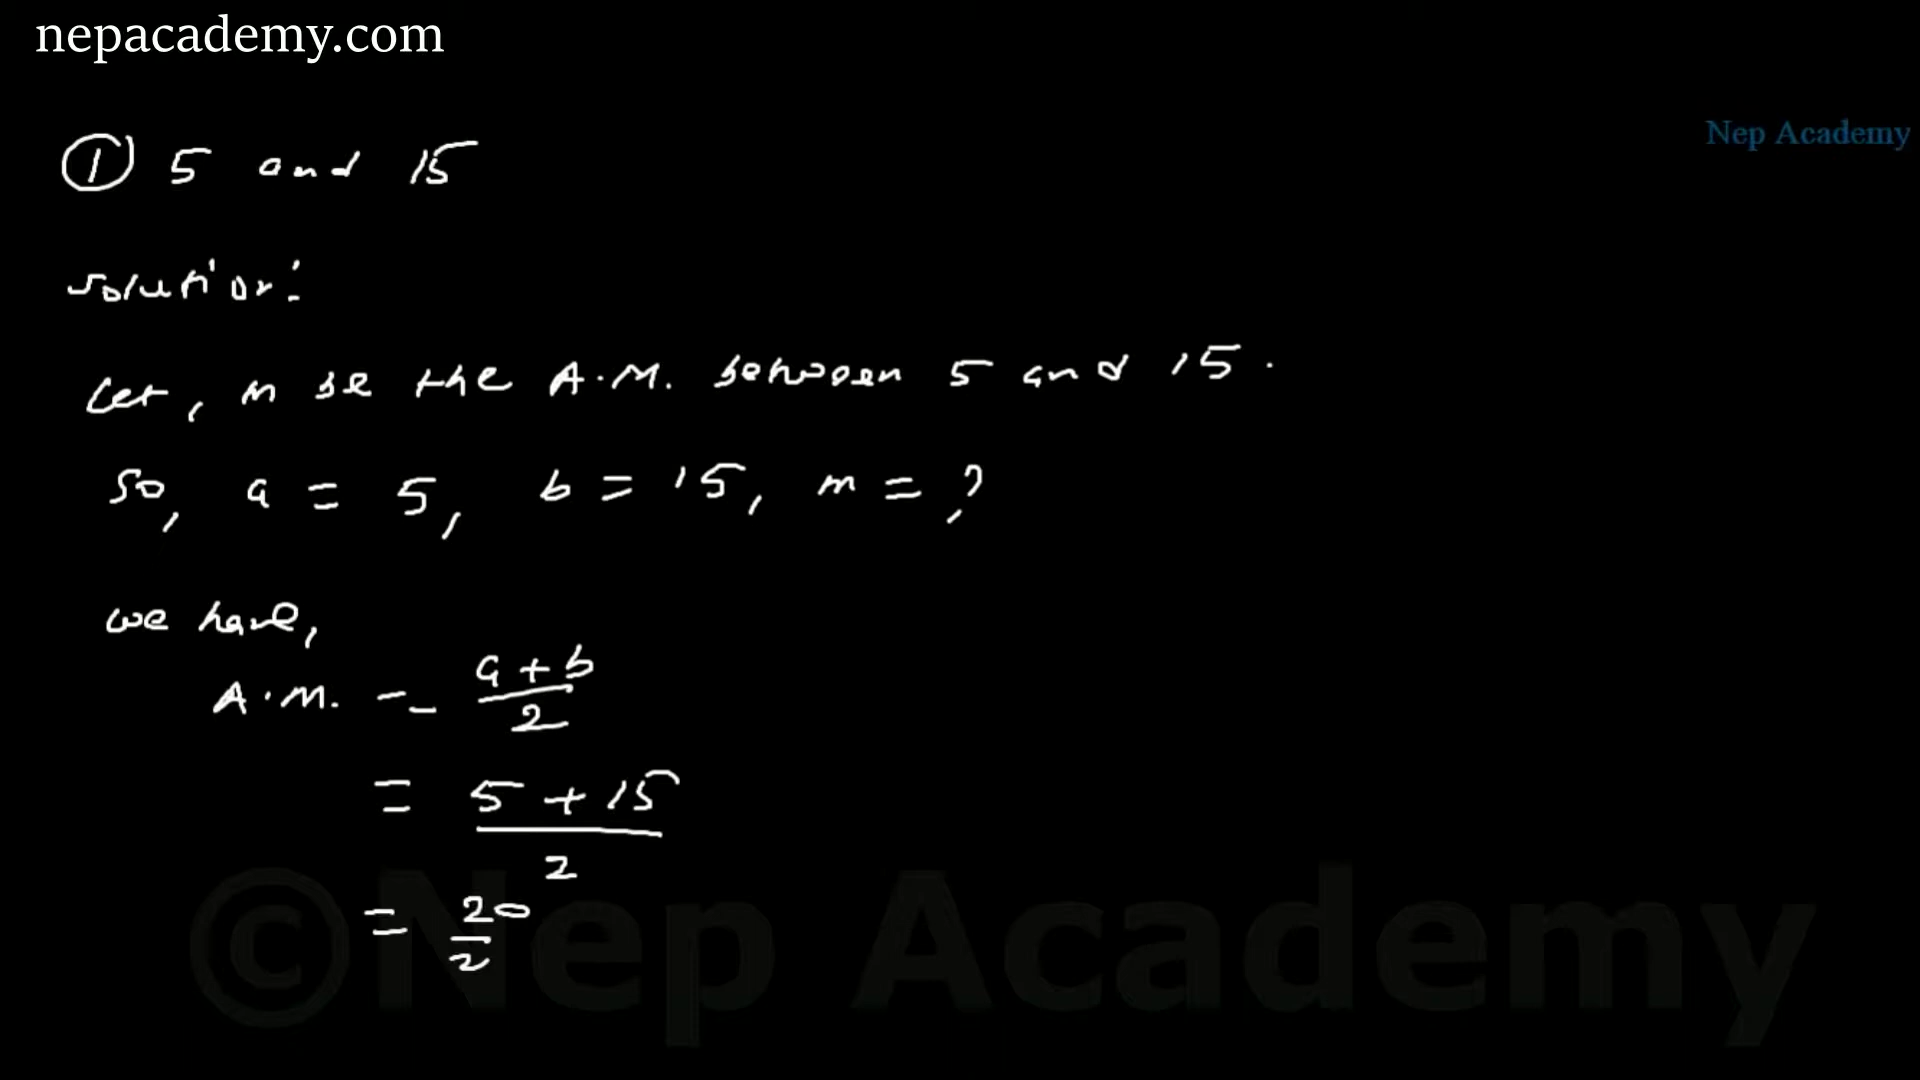 nepacademy.com
Nep Academy
① 5 and 15
solution:
Let, m be the A.M. between 5 and 15.
So, a = 5, b = 15, m = ?
we have,
A.M. = a + b
2
= 5 + 15
2
= 20
2
©Nep Academy